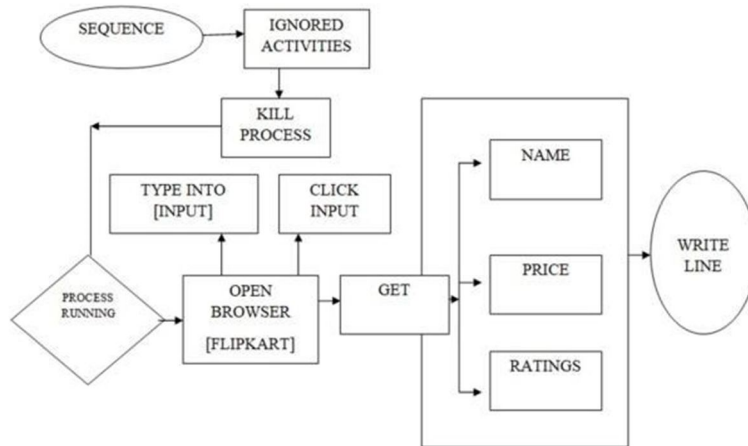 SEQUENCE
IGNORED
ACTIVITIES
KILL
PROCESS
TYPE INTO
[INPUT]
CLICK
INPUT
PROCESS
RUNNING
OPEN
BROWSER
[FLIPKART]
GET
NAME
PRICE
RATINGS
WRITE
LINE